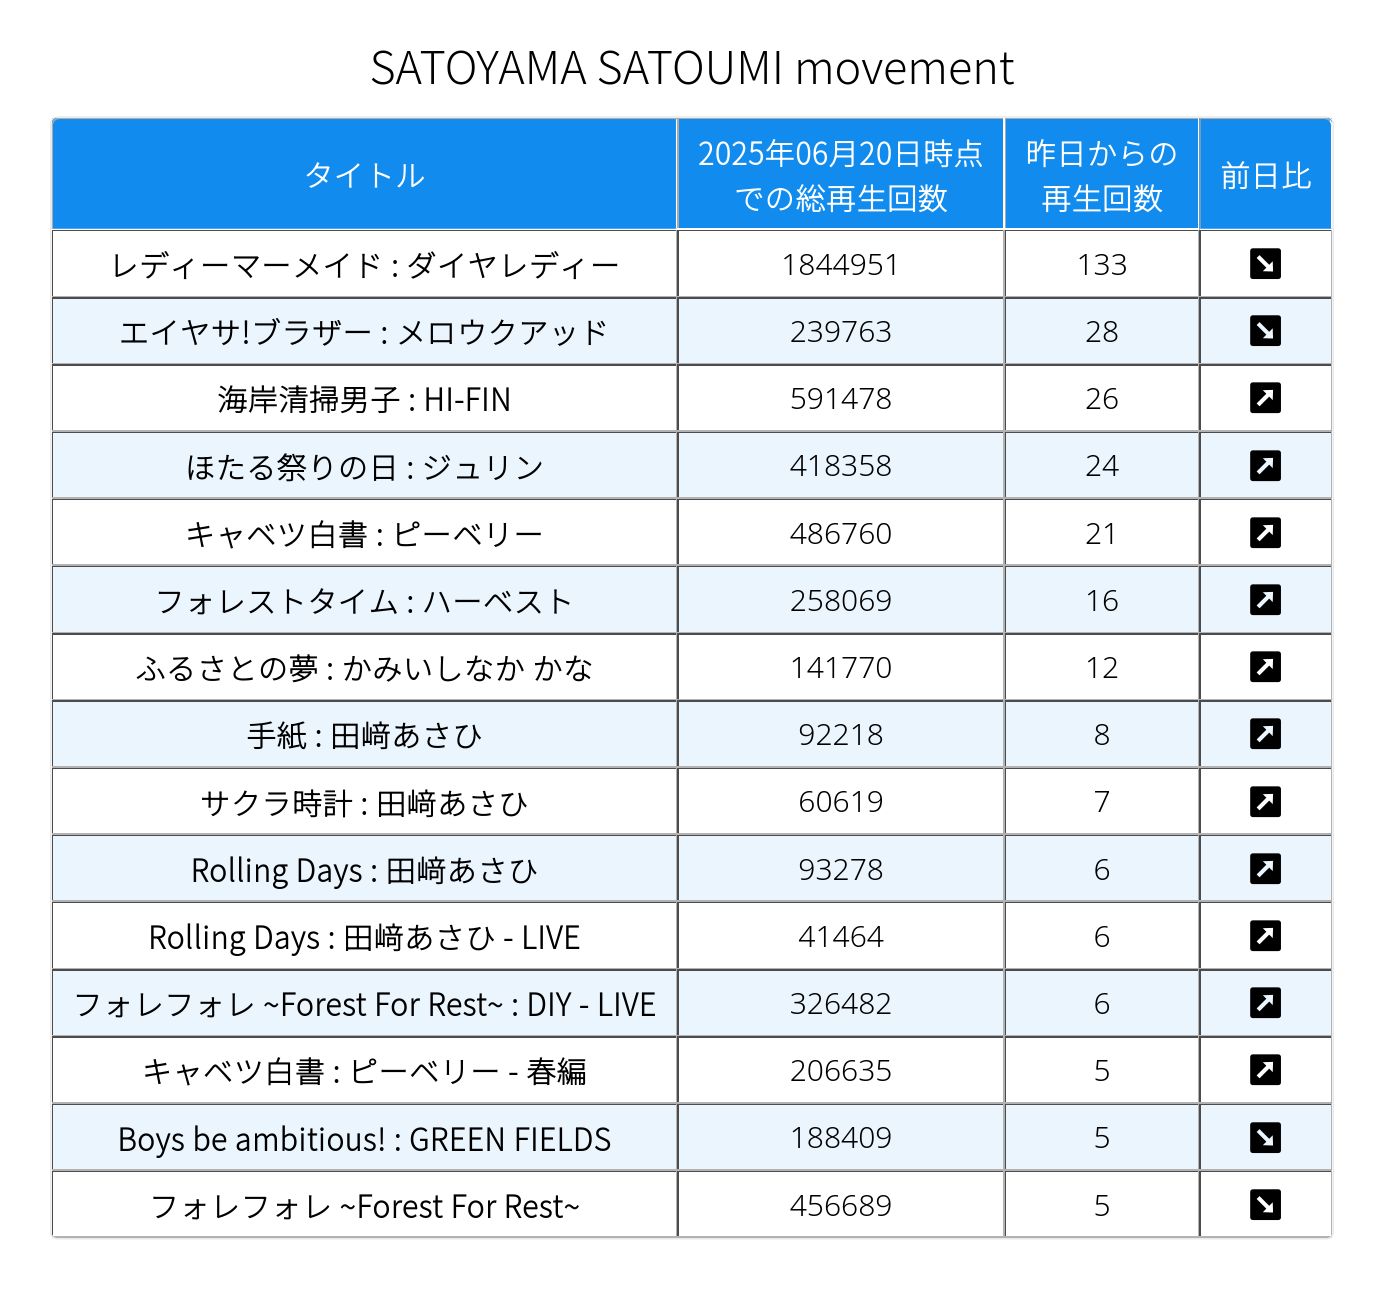 SATOYAMA SATOUMI movement
タイトル 2025年06月20日時点での総再生回数 昨日からの再生回数 前日比
レディーマーメイド : ダイヤレディー 1844951 133 ↘
エイヤサ!ブラザー : メロウクアッド 239763 28 ↘
海岸清掃男子 : HI-FIN 591478 26 ↗
ほたる祭りの日 : ジュリン 418358 24 ↗
キャベツ白書 : ピーベリー 486760 21 ↗
フォレストタイム : ハーベスト 258069 16 ↗
ふるさとの夢 : かみいしなか かな 141770 12 ↗
手紙 : 田﨑あさひ 92218 8 ↗
サクラ時計 : 田﨑あさひ 60619 7 ↗
Rolling Days : 田﨑あさひ 93278 6 ↗
Rolling Days : 田﨑あさひ - LIVE 41464 6 ↗
フォレフォレ ~Forest For Rest~ : DIY - LIVE 326482 6 ↗
キャベツ白書 : ピーベリー - 春編 206635 5 ↗
Boys be ambitious! : GREEN FIELDS 188409 5 ↘
フォレフォレ ~Forest For Rest~ 456689 5 ↘